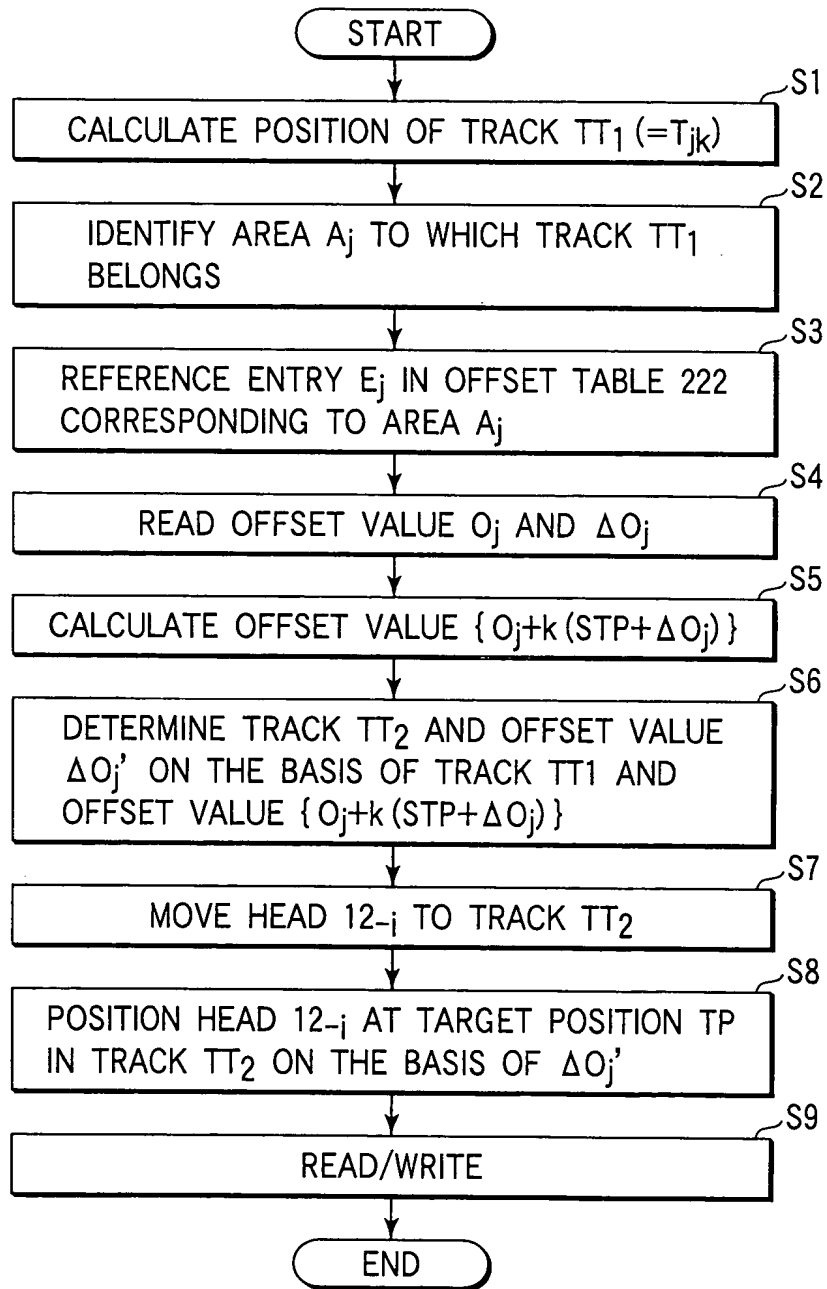 START
S1
CALCULATE POSITION OF TRACK TT₁ (=Tjk)
S2
IDENTIFY AREA Aj TO WHICH TRACK TT₁
BELONGS
S3
REFERENCE ENTRY Ej IN OFFSET TABLE 222
CORRESPONDING TO AREA Aj
S4
READ OFFSET VALUE Oj AND ΔOj
S5
CALCULATE OFFSET VALUE {Oj+k(STP+ΔOj)}
S6
DETERMINE TRACK TT₂ AND OFFSET VALUE
ΔOj' ON THE BASIS OF TRACK TT1 AND
OFFSET VALUE {Oj+k(STP+ΔOj)}
S7
MOVE HEAD 12-i TO TRACK TT₂
S8
POSITION HEAD 12-i AT TARGET POSITION TP
IN TRACK TT₂ ON THE BASIS OF ΔOj'
S9
READ/WRITE
END